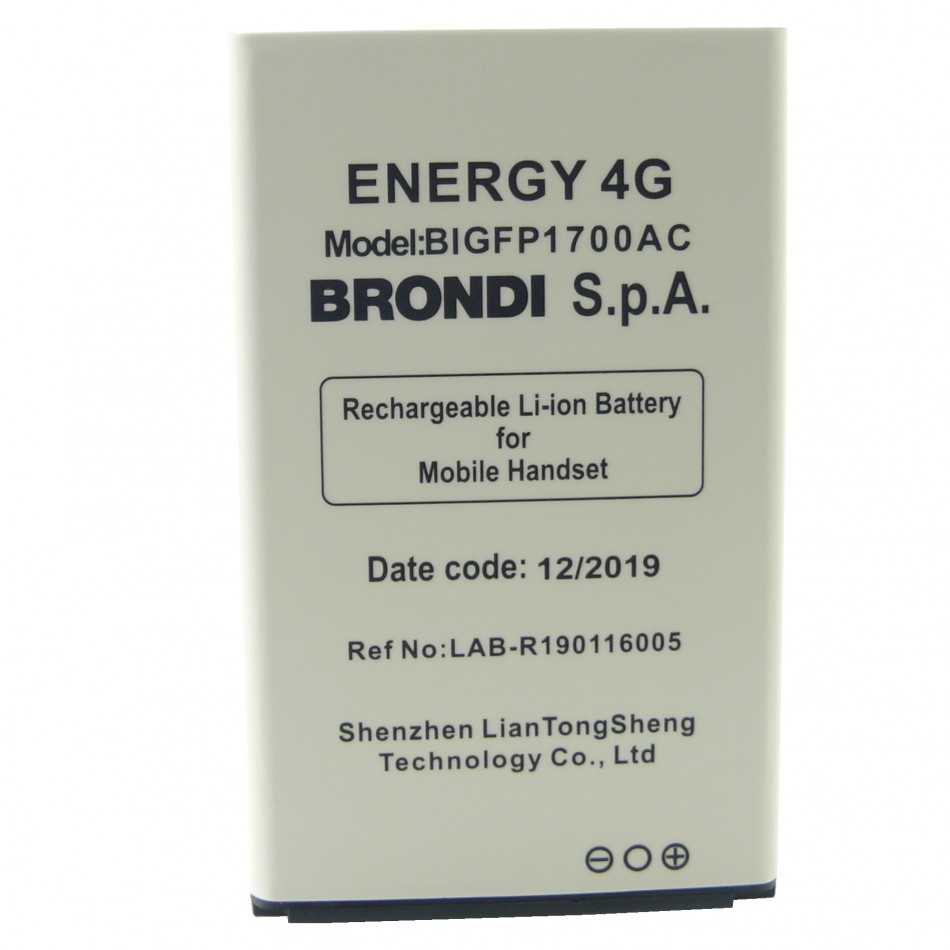 ENERGY 4G
Model:BIGFP1700AC
BRONDI S.p.A.
Rechargeable Li-ion Battery
for
Mobile Handset
Date code: 12/2019
Ref No:LAB-R190116005
Shenzhen LianTongSheng
Technology Co., Ltd